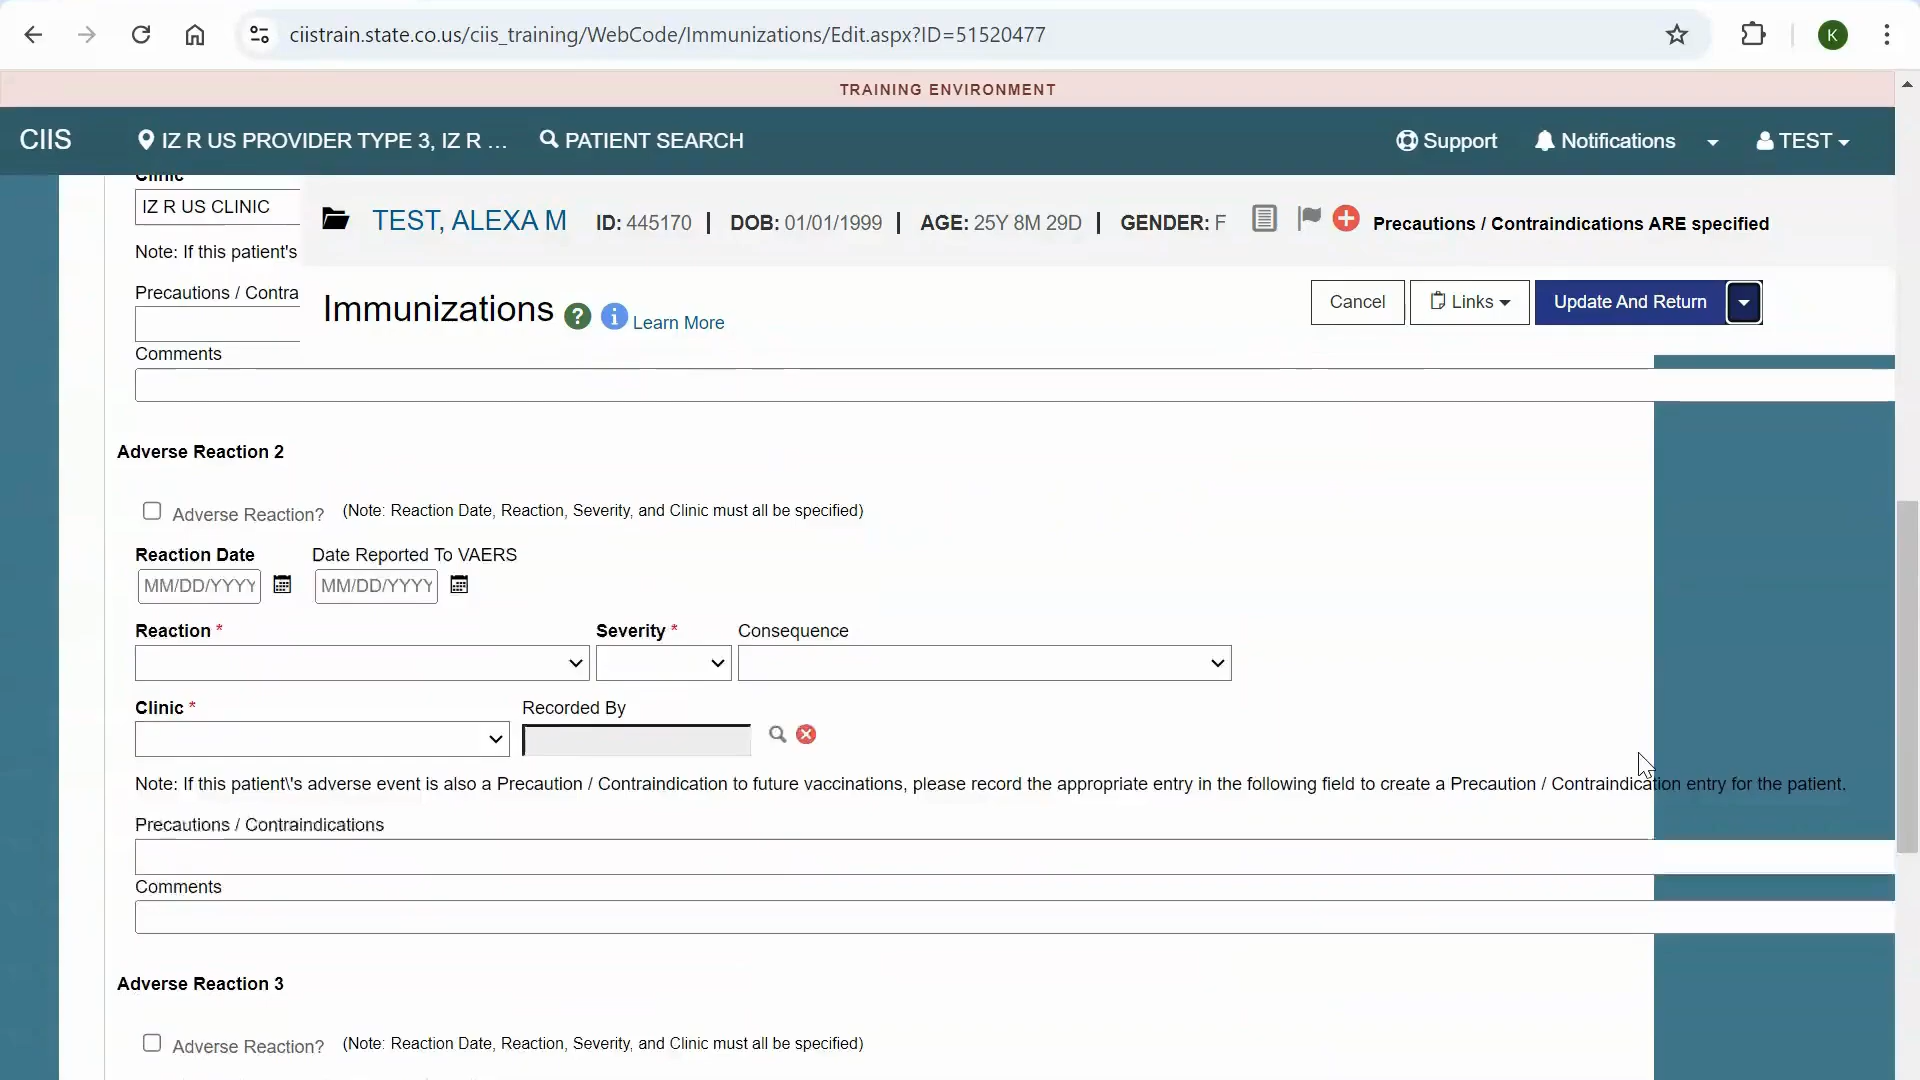 ciistrain.state.co.us/ciis_training/WebCode/Immunizations/Edit.aspx?ID=51520477
K
TRAINING ENVIRONMENT
CIIS
IZ R US PROVIDER TYPE 3, IZ R ...
PATIENT SEARCH
Support
Notifications
TEST
Clinic
IZ R US CLINIC
TEST, ALEXA M ID: 445170 | DOB: 01/01/1999 | AGE: 25Y 8M 29D | GENDER: F
Precautions / Contraindications ARE specified
Note: If this patient's
Precautions / Contra
Immunizations ? i Learn More
Cancel
Links
Update And Return
Comments
Adverse Reaction 2
Adverse Reaction? (Note: Reaction Date, Reaction, Severity, and Clinic must all be specified)
Reaction Date Date Reported To VAERS
MM/DD/YYYY MM/DD/YYYY
Reaction * Severity * Consequence
Clinic * Recorded By
Note: If this patient\'s adverse event is also a Precaution / Contraindication to future vaccinations, please record the appropriate entry in the following field to create a Precaution / Contraindication entry for the patient.
Precautions / Contraindications
Comments
Adverse Reaction 3
Adverse Reaction? (Note: Reaction Date, Reaction, Severity, and Clinic must all be specified)